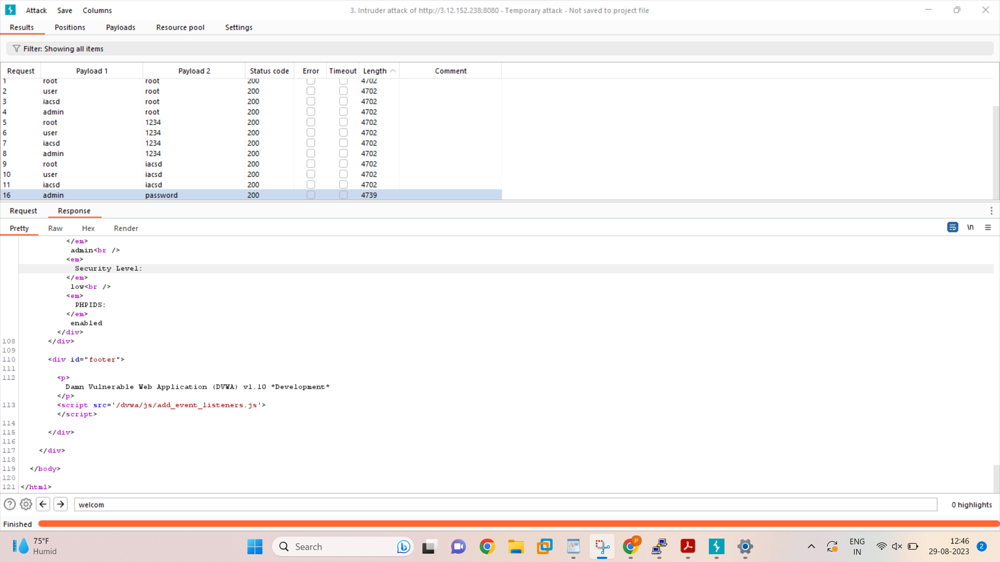 Attack Save Columns 3. Intruder attack of http://3.12.152.238:8080 - Temporary attack - Not saved to project file
Results Positions Payloads Resource pool Settings
Filter: Showing all items
Request Payload 1 Payload 2 Status code Error Timeout Length Comment
1 root root 200 4702
2 user root 200 4702
3 iacsd root 200 4702
4 admin root 200 4702
5 root 1234 200 4702
6 user 1234 200 4702
7 iacsd 1234 200 4702
8 admin 1234 200 4702
9 root iacsd 200 4702
10 user iacsd 200 4702
11 iacsd iacsd 200 4702
16 admin password 200 4739
Request Response
Pretty Raw Hex Render \n
</em>
admin<br />
<em>
Security Level:
</em>
low<br />
<em>
PHPIDS:
</em>
enabled
</div>
108 </div>
109
110 <div id="footer">
111
112 <p>
Damn Vulnerable Web Application (DVWA) v1.10 *Development*
</p>
113 <script src='/dvwa/js/add_event_listeners.js'>
</script>
114
115 </div>
116
117 </div>
118
119 </body>
120
121 </html>
welcom 0 highlights
Finished
75°F
Humid
Search
P
ENG
IN
12:46
29-08-2023
2